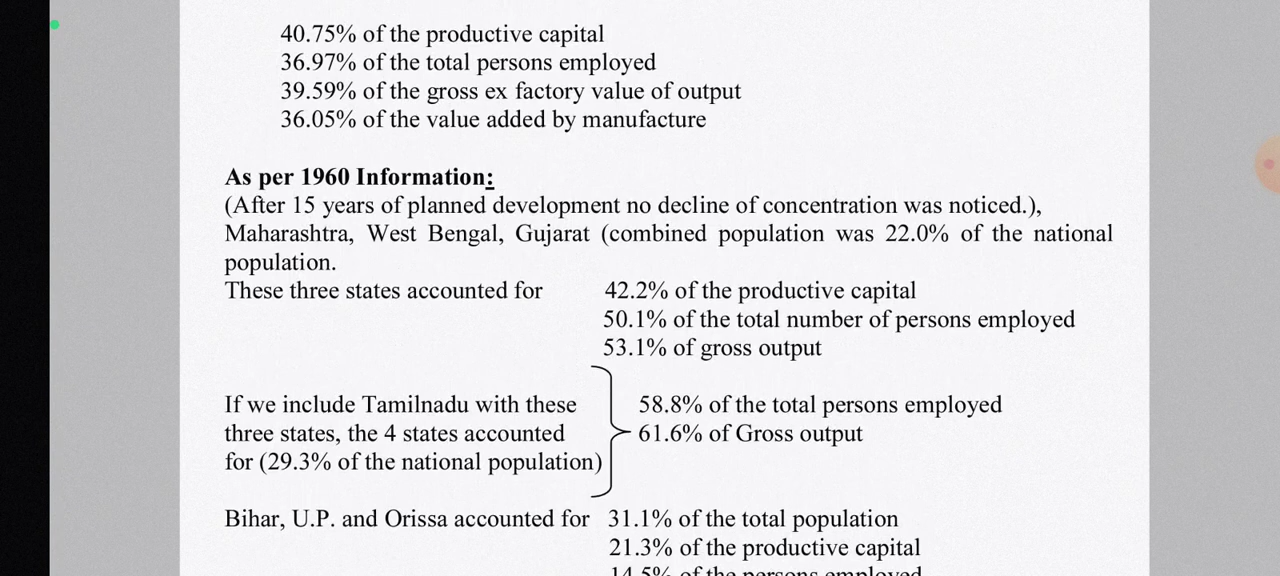 40.75% of the productive capital
36.97% of the total persons employed
39.59% of the gross ex factory value of output
36.05% of the value added by manufacture
As per 1960 Information:
(After 15 years of planned development no decline of concentration was noticed.),
Maharashtra, West Bengal, Gujarat (combined population was 22.0% of the national
population.
These three states accounted for 42.2% of the productive capital
50.1% of the total number of persons employed
53.1% of gross output
If we include Tamilnadu with these 58.8% of the total persons employed
three states, the 4 states accounted 61.6% of Gross output
for (29.3% of the national population)
Bihar, U.P. and Orissa accounted for 31.1% of the total population
21.3% of the productive capital
14.5% of the persons employed